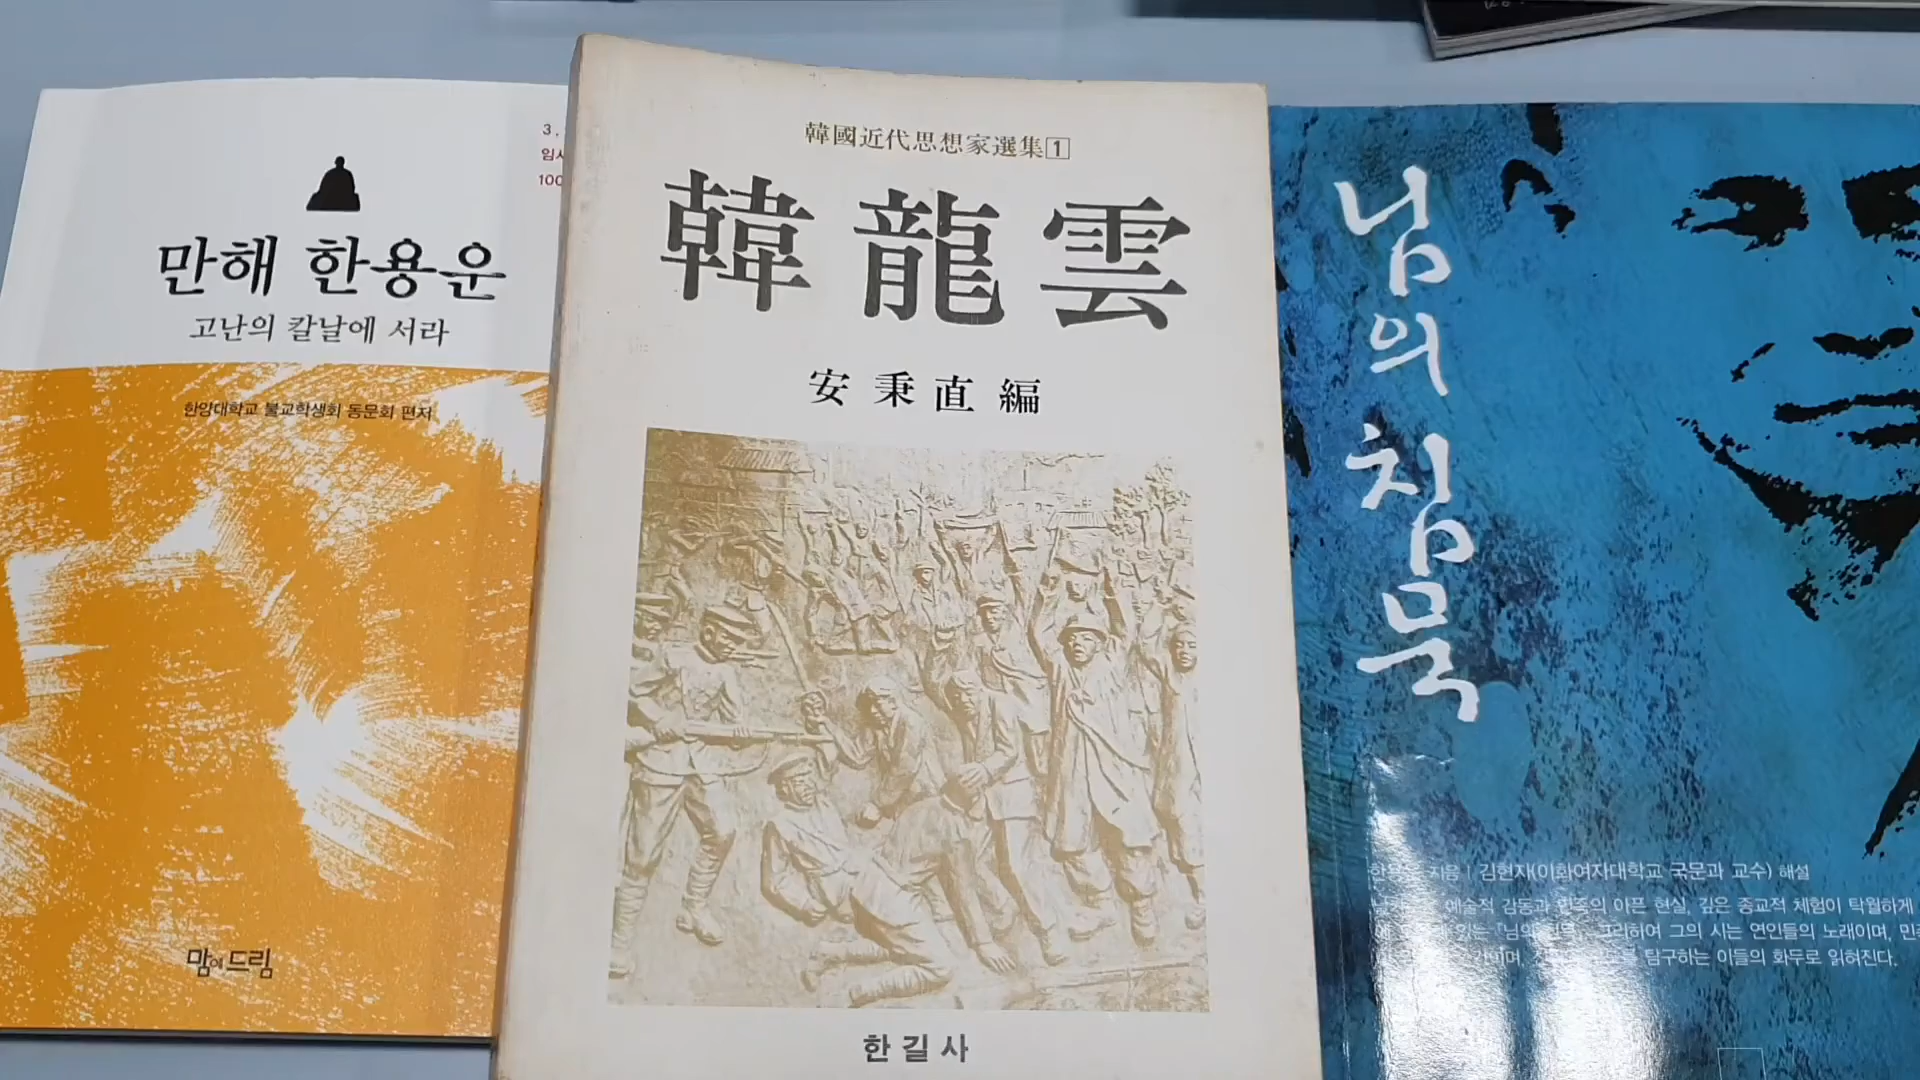 3.
임시
100
만해 한용운
고난의 칼날에 서라
한양대학교 불교학생회 동문회 편저
맘에드림
韓國近代思想家選集 1
韓龍雲
安秉直編
한길사
님의 침묵
지음 | 김현자(이화여자대학교 국문과 교수) 해설
예술적 감동과 민족의 아픈 현실, 깊은 종교적 체험이 탁월하게
그리하여 그의 시는 연인들의 노래이며,
탐구하는 이들의 화두로 읽혀진다.